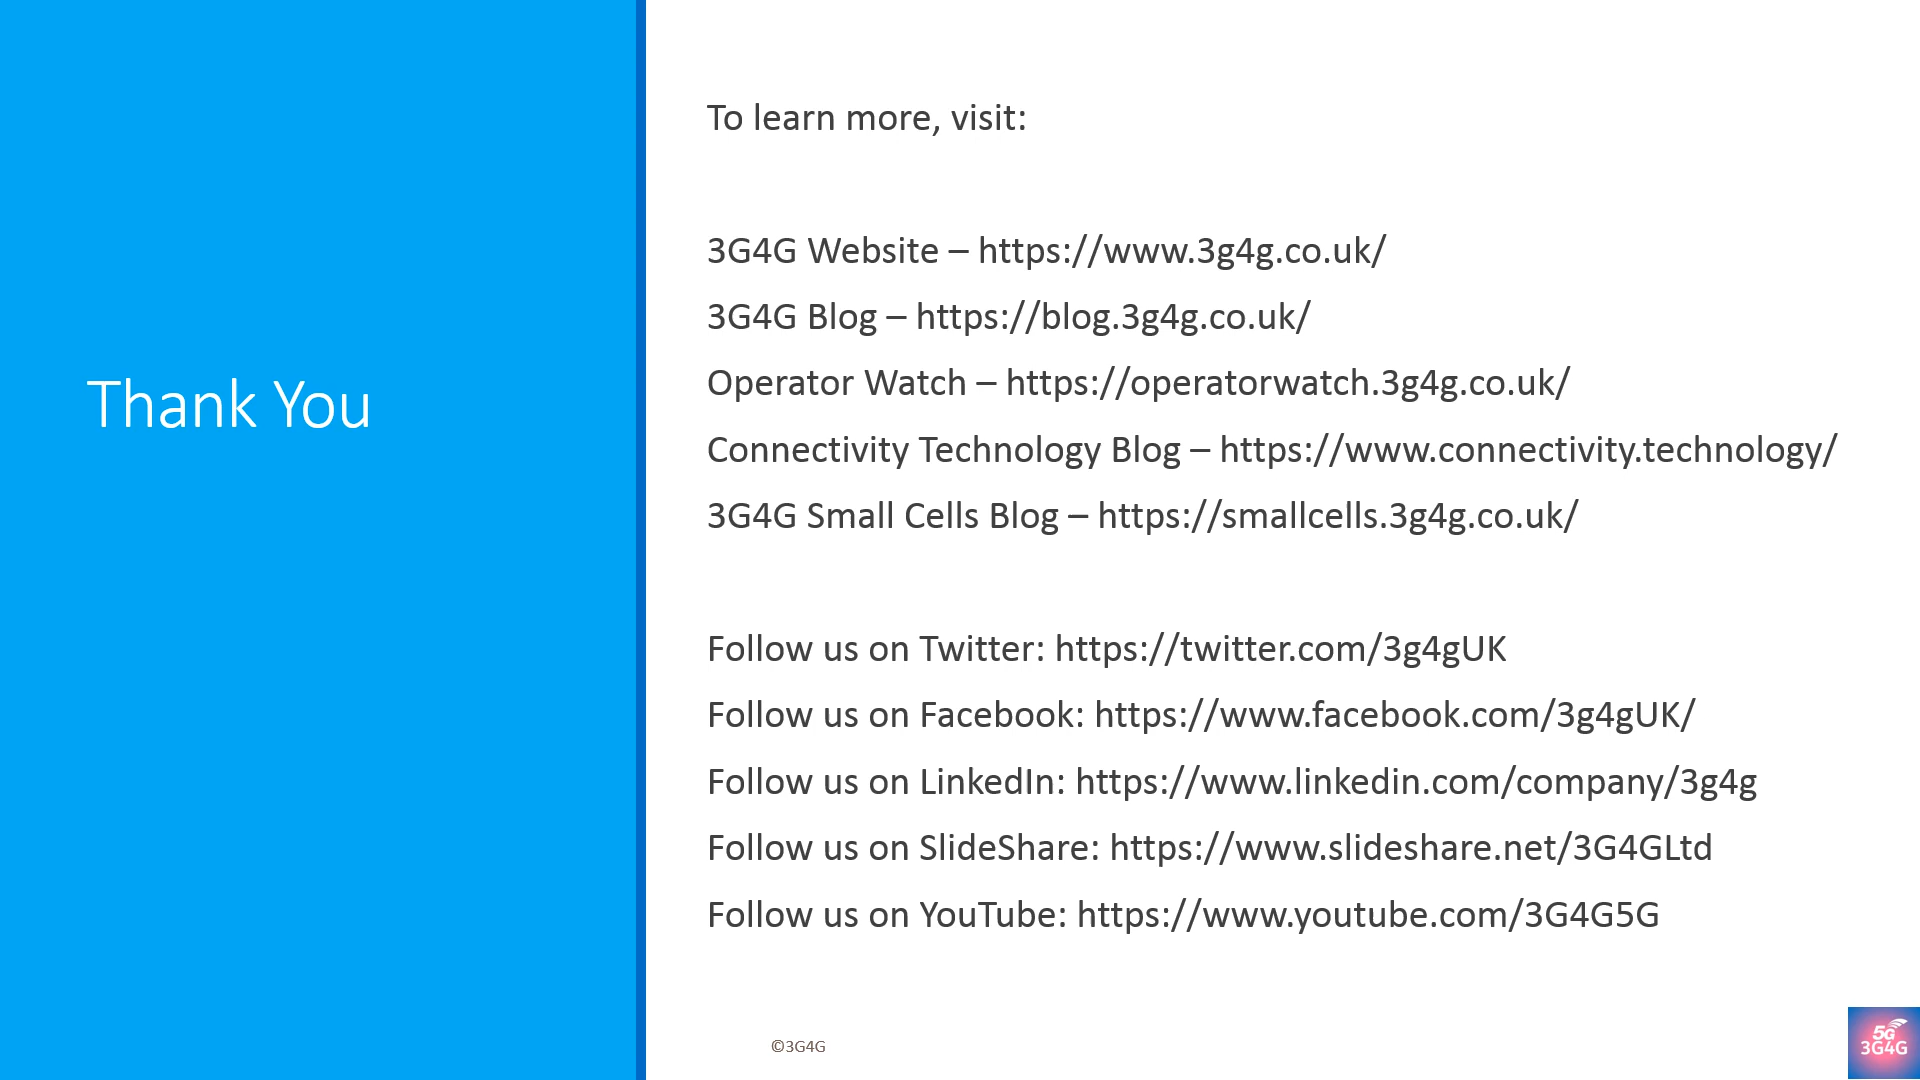 Thank You
To learn more, visit:
3G4G Website – https://www.3g4g.co.uk/
3G4G Blog – https://blog.3g4g.co.uk/
Operator Watch – https://operatorwatch.3g4g.co.uk/
Connectivity Technology Blog – https://www.connectivity.technology/
3G4G Small Cells Blog – https://smallcells.3g4g.co.uk/
Follow us on Twitter: https://twitter.com/3g4gUK
Follow us on Facebook: https://www.facebook.com/3g4gUK/
Follow us on LinkedIn: https://www.linkedin.com/company/3g4g
Follow us on SlideShare: https://www.slideshare.net/3G4GLtd
Follow us on YouTube: https://www.youtube.com/3G4G5G
©3G4G
5G
3G4G